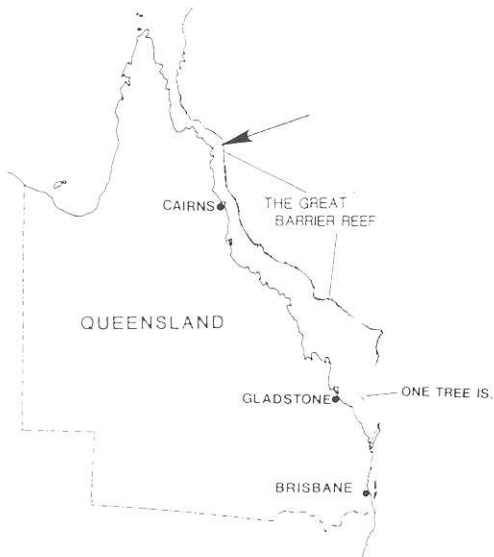 CAIRNS
THE GREAT
BARRIER REEF
QUEENSLAND
GLADSTONE
ONE TREE IS.
BRISBANE